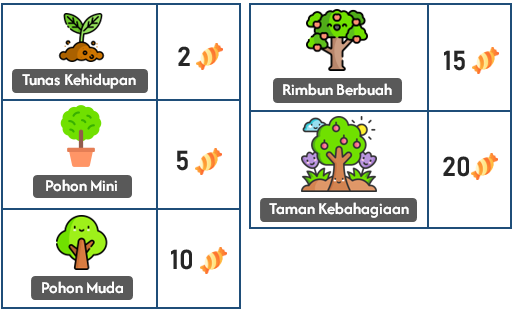 Tunas Kehidupan
2
Pohon Mini
5
Pohon Muda
10
Rimbun Berbuah
15
Taman Kebahagiaan
20